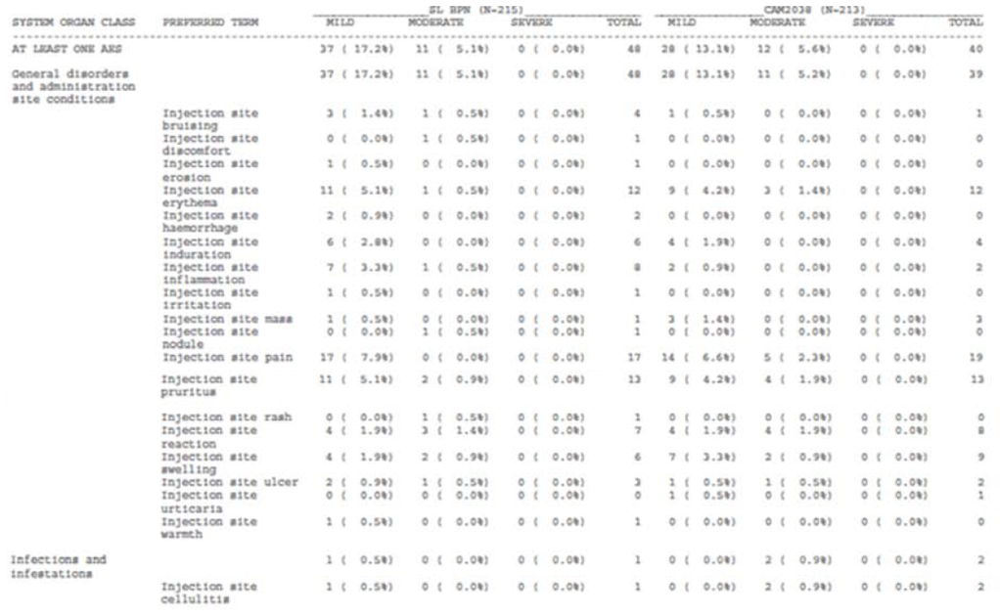 SL BPN (N=215) CAM2038 (N=213)
SYSTEM ORGAN CLASS PREFERRED TERM MILD MODERATE SEVERE TOTAL MILD MODERATE SEVERE TOTAL
AT LEAST ONE AES 37 ( 17.2%) 11 ( 5.1%) 0 ( 0.0%) 48 28 ( 13.1%) 12 ( 5.6%) 0 ( 0.0%) 40
General disorders 37 ( 17.2%) 11 ( 5.1%) 0 ( 0.0%) 48 28 ( 13.1%) 11 ( 5.2%) 0 ( 0.0%) 39
and administration
site conditions
Injection site 3 ( 1.4%) 1 ( 0.5%) 0 ( 0.0%) 4 1 ( 0.5%) 0 ( 0.0%) 0 ( 0.0%) 1
bruising
Injection site 0 ( 0.0%) 1 ( 0.5%) 0 ( 0.0%) 1 0 ( 0.0%) 0 ( 0.0%) 0 ( 0.0%) 0
discomfort
Injection site 1 ( 0.5%) 0 ( 0.0%) 0 ( 0.0%) 1 0 ( 0.0%) 0 ( 0.0%) 0 ( 0.0%) 0
erosion
Injection site 11 ( 5.1%) 1 ( 0.5%) 0 ( 0.0%) 12 9 ( 4.2%) 3 ( 1.4%) 0 ( 0.0%) 12
erythema
Injection site 2 ( 0.9%) 0 ( 0.0%) 0 ( 0.0%) 2 0 ( 0.0%) 0 ( 0.0%) 0 ( 0.0%) 0
haemorrhage
Injection site 6 ( 2.8%) 0 ( 0.0%) 0 ( 0.0%) 6 4 ( 1.9%) 0 ( 0.0%) 0 ( 0.0%) 4
induration
Injection site 7 ( 3.3%) 1 ( 0.5%) 0 ( 0.0%) 8 2 ( 0.9%) 0 ( 0.0%) 0 ( 0.0%) 2
inflammation
Injection site 1 ( 0.5%) 0 ( 0.0%) 0 ( 0.0%) 1 0 ( 0.0%) 0 ( 0.0%) 0 ( 0.0%) 0
irritation
Injection site mass 1 ( 0.5%) 0 ( 0.0%) 0 ( 0.0%) 1 3 ( 1.4%) 0 ( 0.0%) 0 ( 0.0%) 3
Injection site 0 ( 0.0%) 1 ( 0.5%) 0 ( 0.0%) 1 0 ( 0.0%) 0 ( 0.0%) 0 ( 0.0%) 0
nodule
Injection site pain 17 ( 7.9%) 0 ( 0.0%) 0 ( 0.0%) 17 14 ( 6.6%) 5 ( 2.3%) 0 ( 0.0%) 19
Injection site 11 ( 5.1%) 2 ( 0.9%) 0 ( 0.0%) 13 9 ( 4.2%) 4 ( 1.9%) 0 ( 0.0%) 13
pruritus
Injection site rash 0 ( 0.0%) 1 ( 0.5%) 0 ( 0.0%) 1 0 ( 0.0%) 0 ( 0.0%) 0 ( 0.0%) 0
Injection site 4 ( 1.9%) 3 ( 1.4%) 0 ( 0.0%) 7 4 ( 1.9%) 4 ( 1.9%) 0 ( 0.0%) 8
reaction
Injection site 4 ( 1.9%) 2 ( 0.9%) 0 ( 0.0%) 6 7 ( 3.3%) 2 ( 0.9%) 0 ( 0.0%) 9
swelling
Injection site ulcer 2 ( 0.9%) 1 ( 0.5%) 0 ( 0.0%) 3 1 ( 0.5%) 1 ( 0.5%) 0 ( 0.0%) 2
Injection site 0 ( 0.0%) 0 ( 0.0%) 0 ( 0.0%) 0 1 ( 0.5%) 0 ( 0.0%) 0 ( 0.0%) 1
urticaria
Injection site 1 ( 0.5%) 0 ( 0.0%) 0 ( 0.0%) 1 0 ( 0.0%) 0 ( 0.0%) 0 ( 0.0%) 0
warmth
Infections and 1 ( 0.5%) 0 ( 0.0%) 0 ( 0.0%) 1 0 ( 0.0%) 2 ( 0.9%) 0 ( 0.0%) 2
infestations
Injection site 1 ( 0.5%) 0 ( 0.0%) 0 ( 0.0%) 1 0 ( 0.0%) 2 ( 0.9%) 0 ( 0.0%) 2
cellulitis